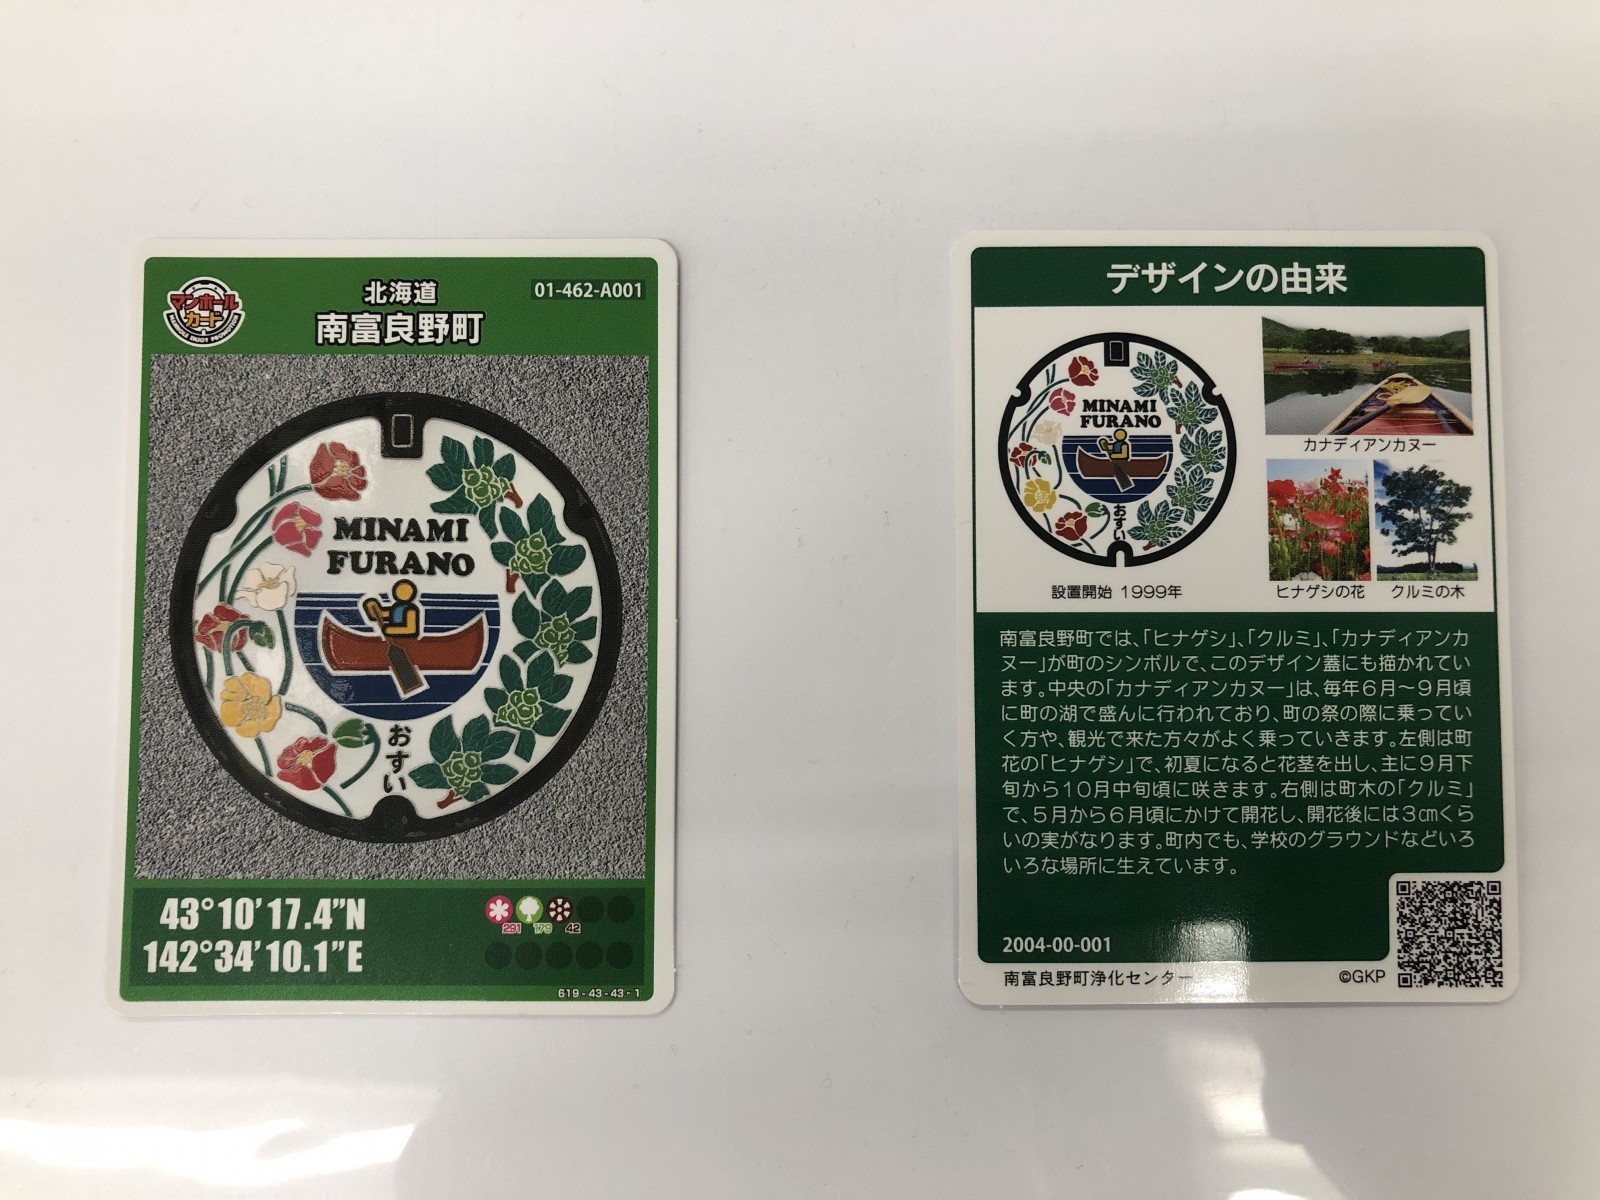 マンホール
カード
MANHOLE ENJOY PROMOTION
北海道
南富良野町
01-462-A001
MINAMI
FURANO
おすい
43°10'17.4"N
142°34'10.1"E
291 179 42
619-43-43-1
デザインの由来
MINAMI
FURANO
おすい
設置開始 1999年
カナディアンカヌー
ヒナゲシの花 クルミの木
南富良野町では、「ヒナゲシ」、「クルミ」、「カナディアンカ
ヌー」が町のシンボルで、このデザイン蓋にも描かれてい
ます。中央の「カナディアンカヌー」は、毎年6月～9月頃
に町の湖で盛んに行われており、町の祭の際に乗ってい
く方や、観光で来た方々がよく乗っていきます。左側は町
花の「ヒナゲシ」で、初夏になると花茎を出し、主に9月下
旬から10月中旬頃に咲きます。右側は町木の「クルミ」
で、5月から6月頃にかけて開花し、開花後には3㎝くら
いの実がなります。町内でも、学校のグラウンドなどいろ
いろな場所に生えています。
2004-00-001
南富良野町浄化センター
©GKP